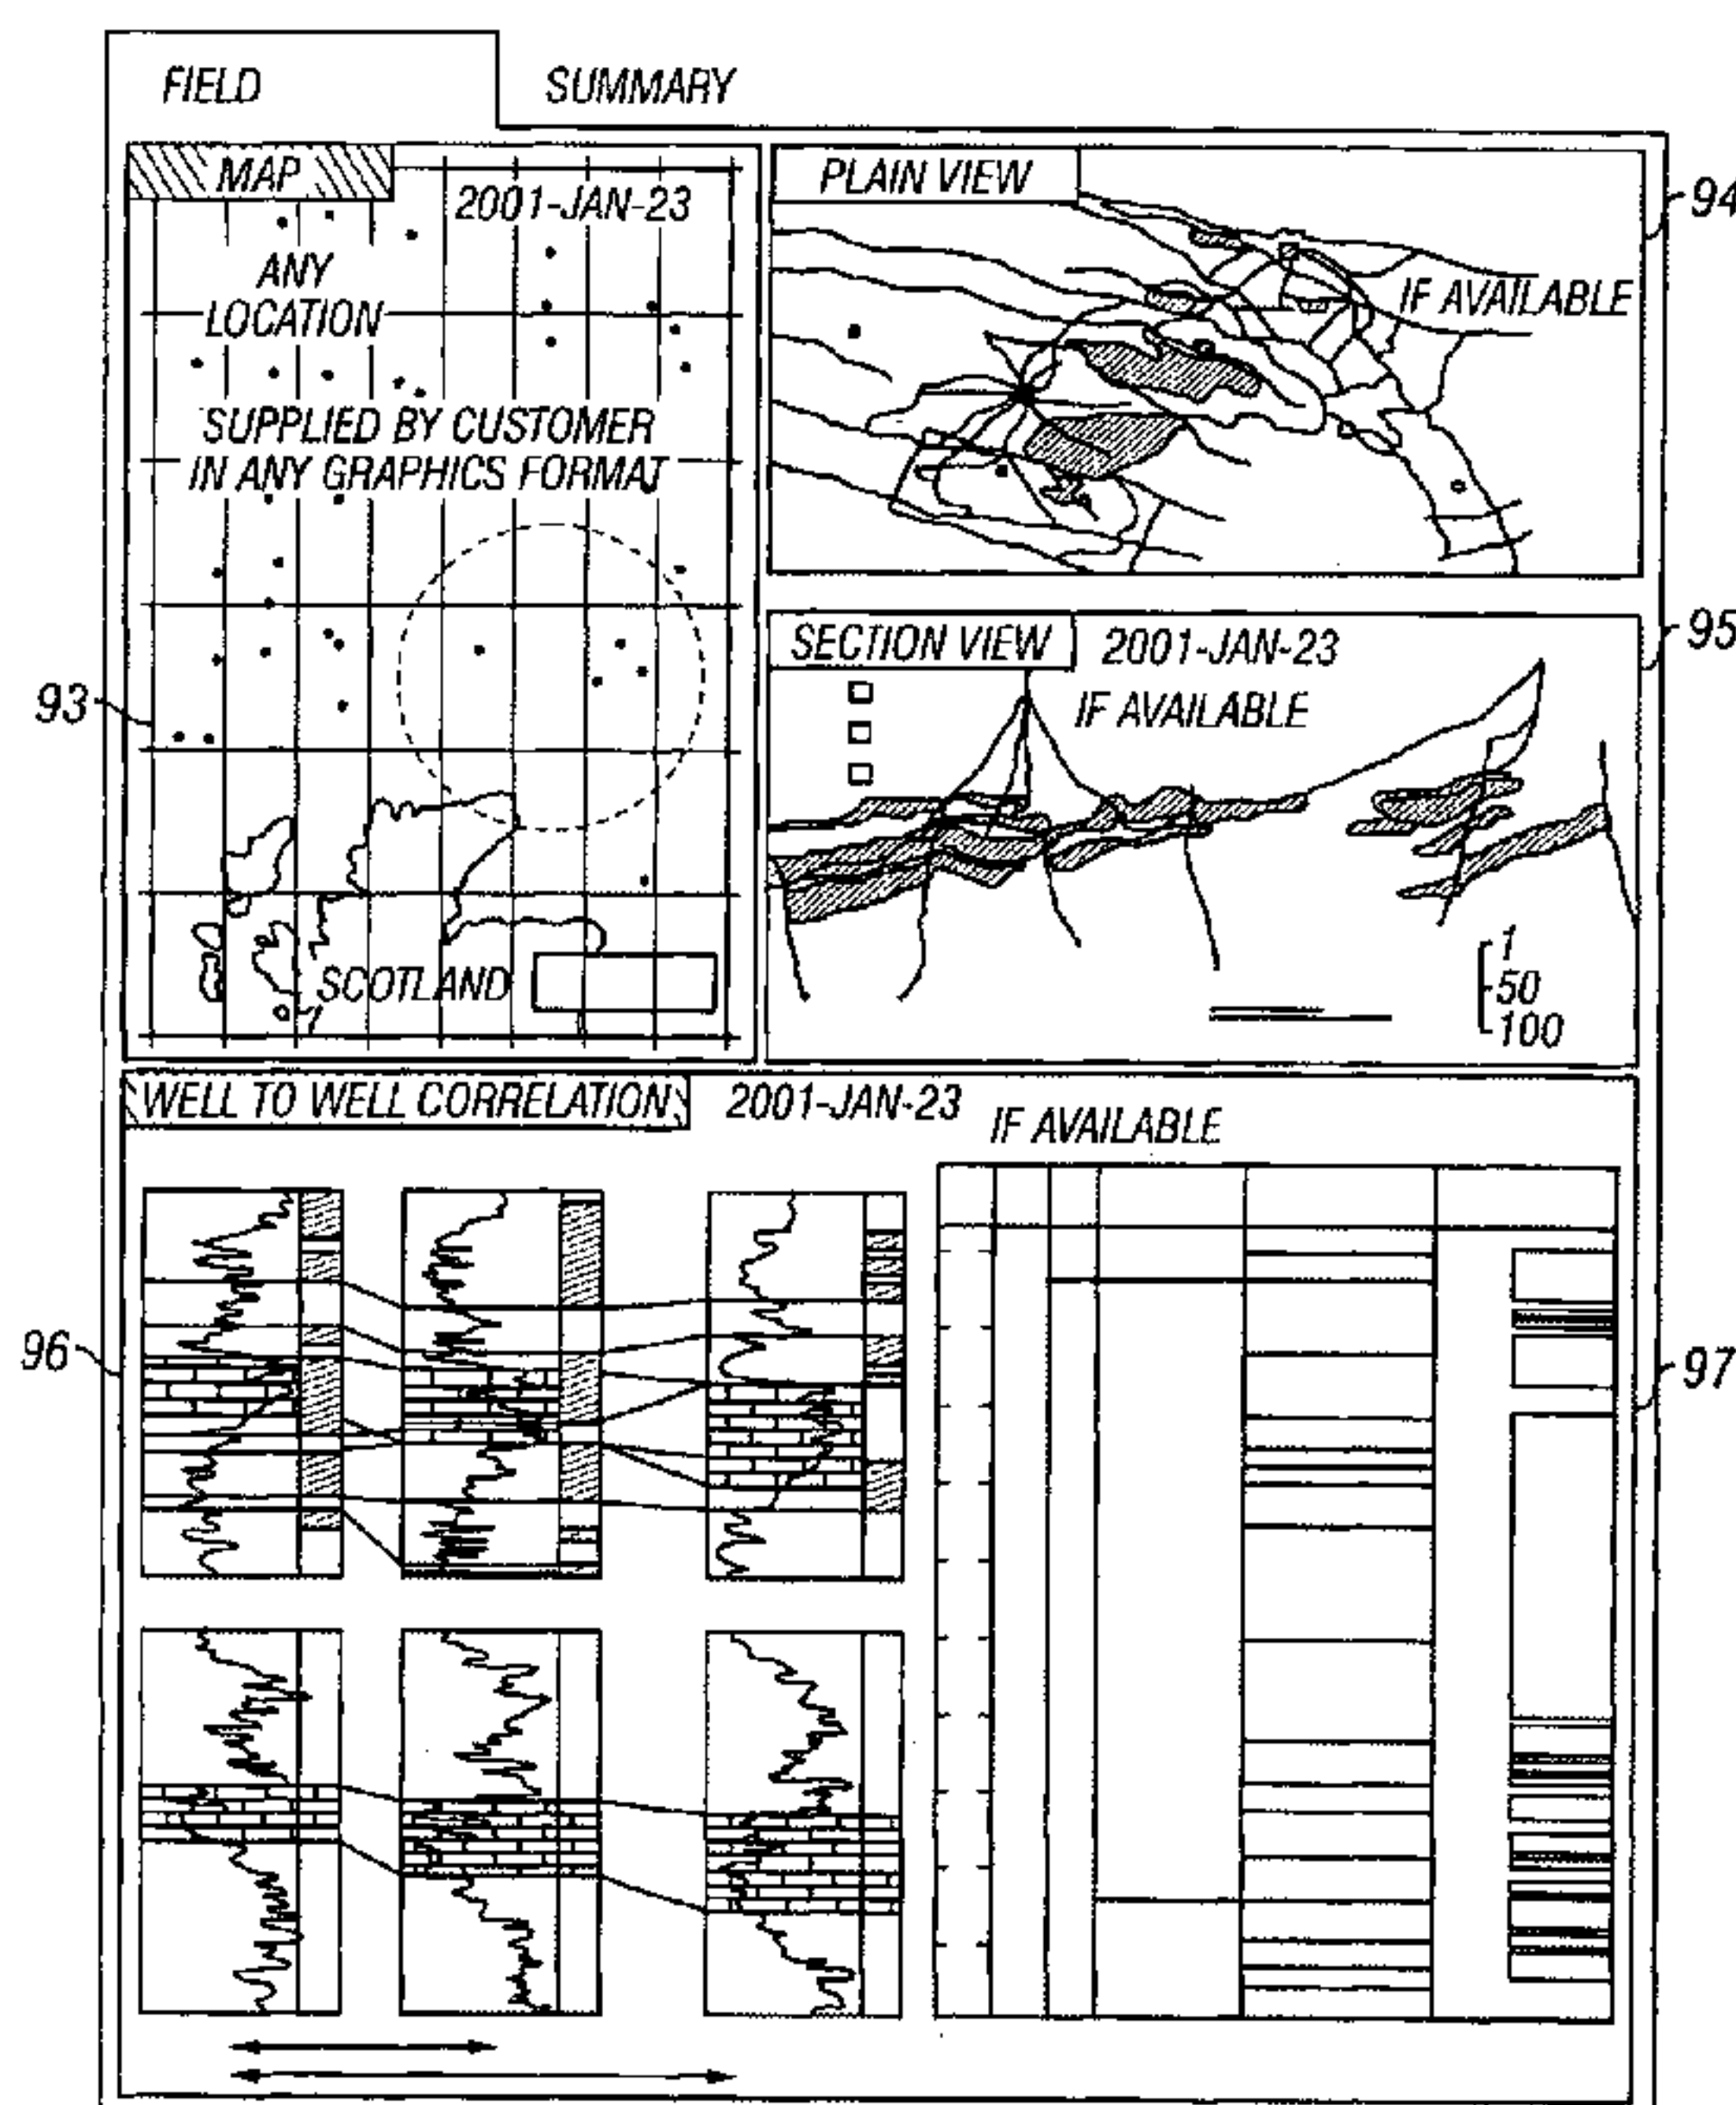 FIELD
SUMMARY
MAP
2001-JAN-23
ANY
LOCATION
SUPPLIED BY CUSTOMER
IN ANY GRAPHICS FORMAT
SCOTLAND
93
PLAIN VIEW
IF AVAILABLE
94
SECTION VIEW
2001-JAN-23
IF AVAILABLE
1
50
100
95
WELL TO WELL CORRELATION
2001-JAN-23
IF AVAILABLE
96
97